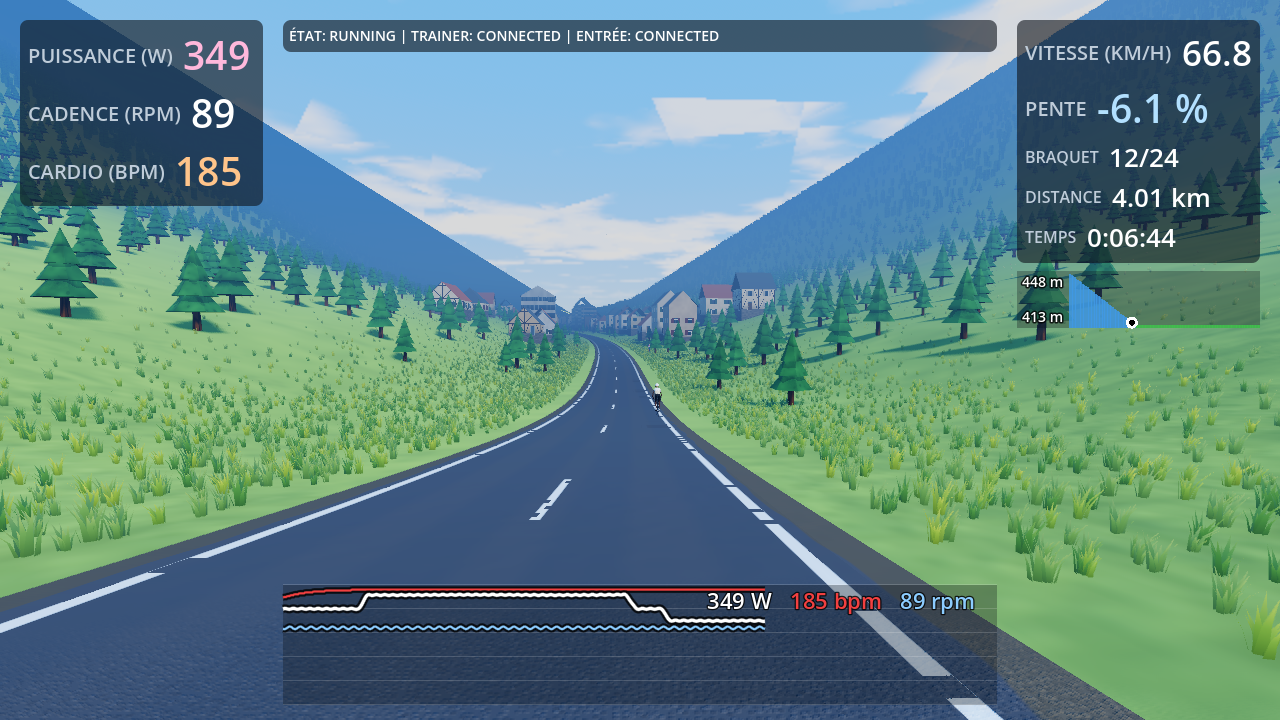 PUISSANCE (W) 349
CADENCE (RPM) 89
CARDIO (BPM) 185
ÉTAT: RUNNING | TRAINER: CONNECTED | ENTRÉE: CONNECTED
VITESSE (KM/H) 66.8
PENTE -6.1 %
BRAQUET 12/24
DISTANCE 4.01 km
TEMPS 0:06:44
448 m
413 m
349 W 185 bpm 89 rpm